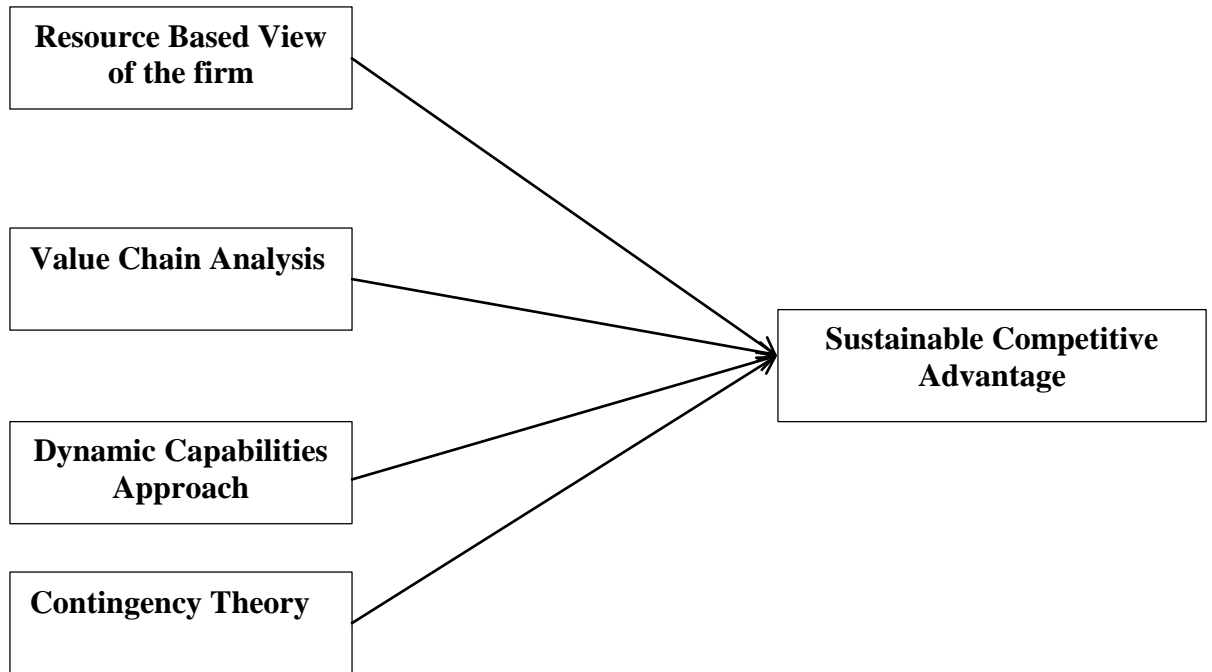 Resource Based View
of the firm
Value Chain Analysis
Sustainable Competitive
Advantage
Dynamic Capabilities
Approach
Contingency Theory